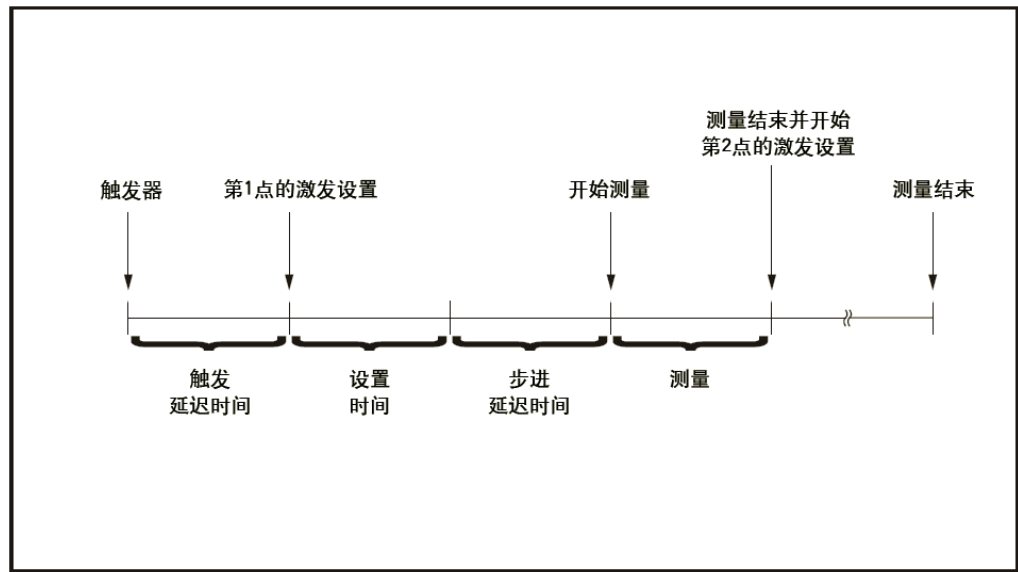 测量结束并开始
第2点的激发设置
触发器
第1点的激发设置
开始测量
测量结束
触发
延迟时间
设置
时间
步进
延迟时间
测量